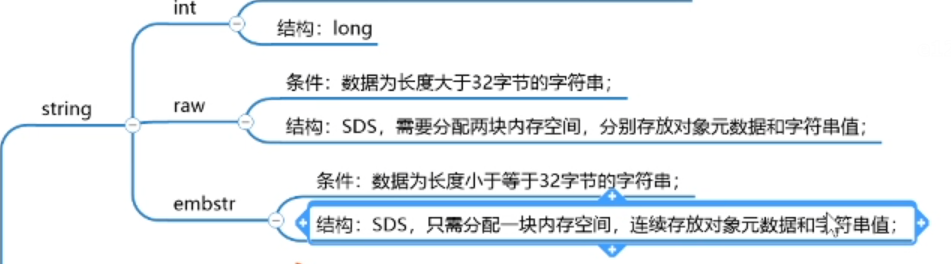 int
结构：long
条件：数据为长度大于32字节的字符串；
string
raw
结构：SDS，需要分配两块内存空间，分别存放对象元数据和字符串值；
条件：数据为长度小于等于32字节的字符串；
embstr
结构：SDS，只需分配一块内存空间，连续存放对象元数据和字符串值；